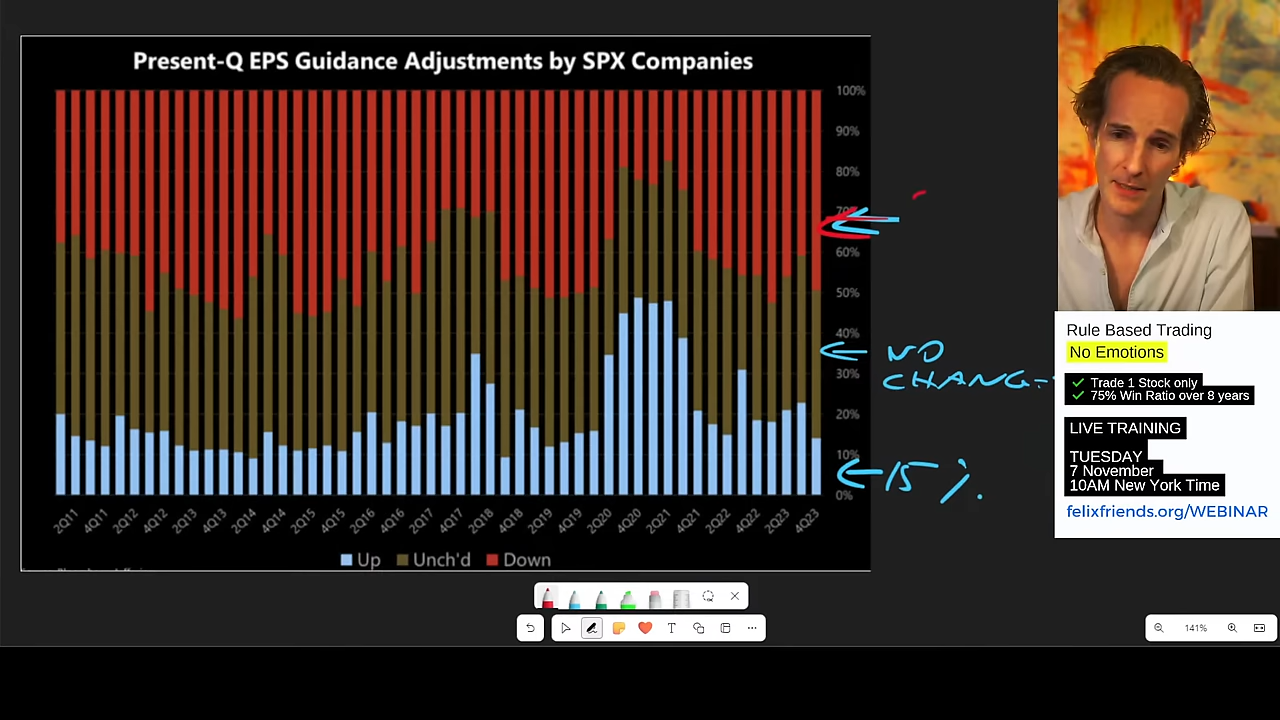 Present-Q EPS Guidance Adjustments by SPX Companies
100%
90%
80%
70%
60%
50%
40%
30%
20%
10%
0%
NO
CHANG
15%.
2Q11
4Q11
2Q12
4Q12
2Q13
4Q13
2Q14
4Q14
2Q15
4Q15
2Q16
4Q16
2Q17
4Q17
2Q18
4Q18
2Q19
4Q19
2Q20
4Q20
2Q21
4Q21
2Q22
4Q22
2Q23
4Q23
Up Unch'd Down
Rule Based Trading
No Emotions
Trade 1 Stock only
75% Win Ratio over 8 years
LIVE TRAINING
TUESDAY
7 November
10AM New York Time
felixfriends.org/WEBINAR
141%